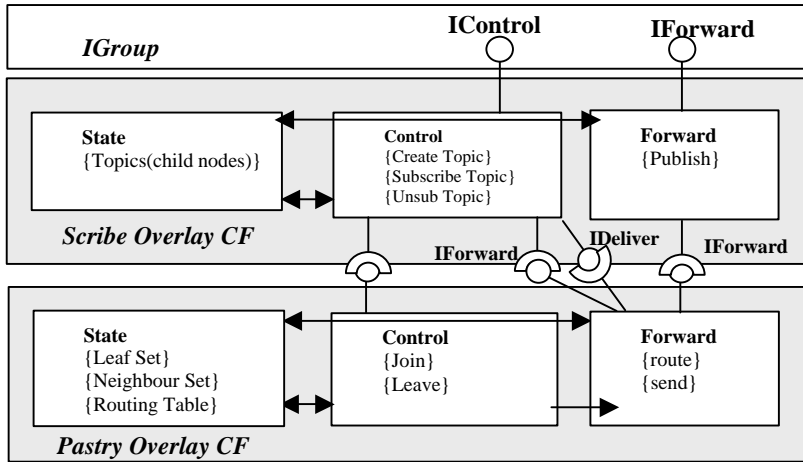 IControl
IForward
IGroup
State
{Topics(child nodes)}
Control
{Create Topic}
{Subscribe Topic}
{Unsub Topic}
Forward
{Publish}
Scribe Overlay CF
IForward
IDeliver
IForward
State
{Leaf Set}
{Neighbour Set}
{Routing Table}
Control
{Join}
{Leave}
Forward
{route}
{send}
Pastry Overlay CF